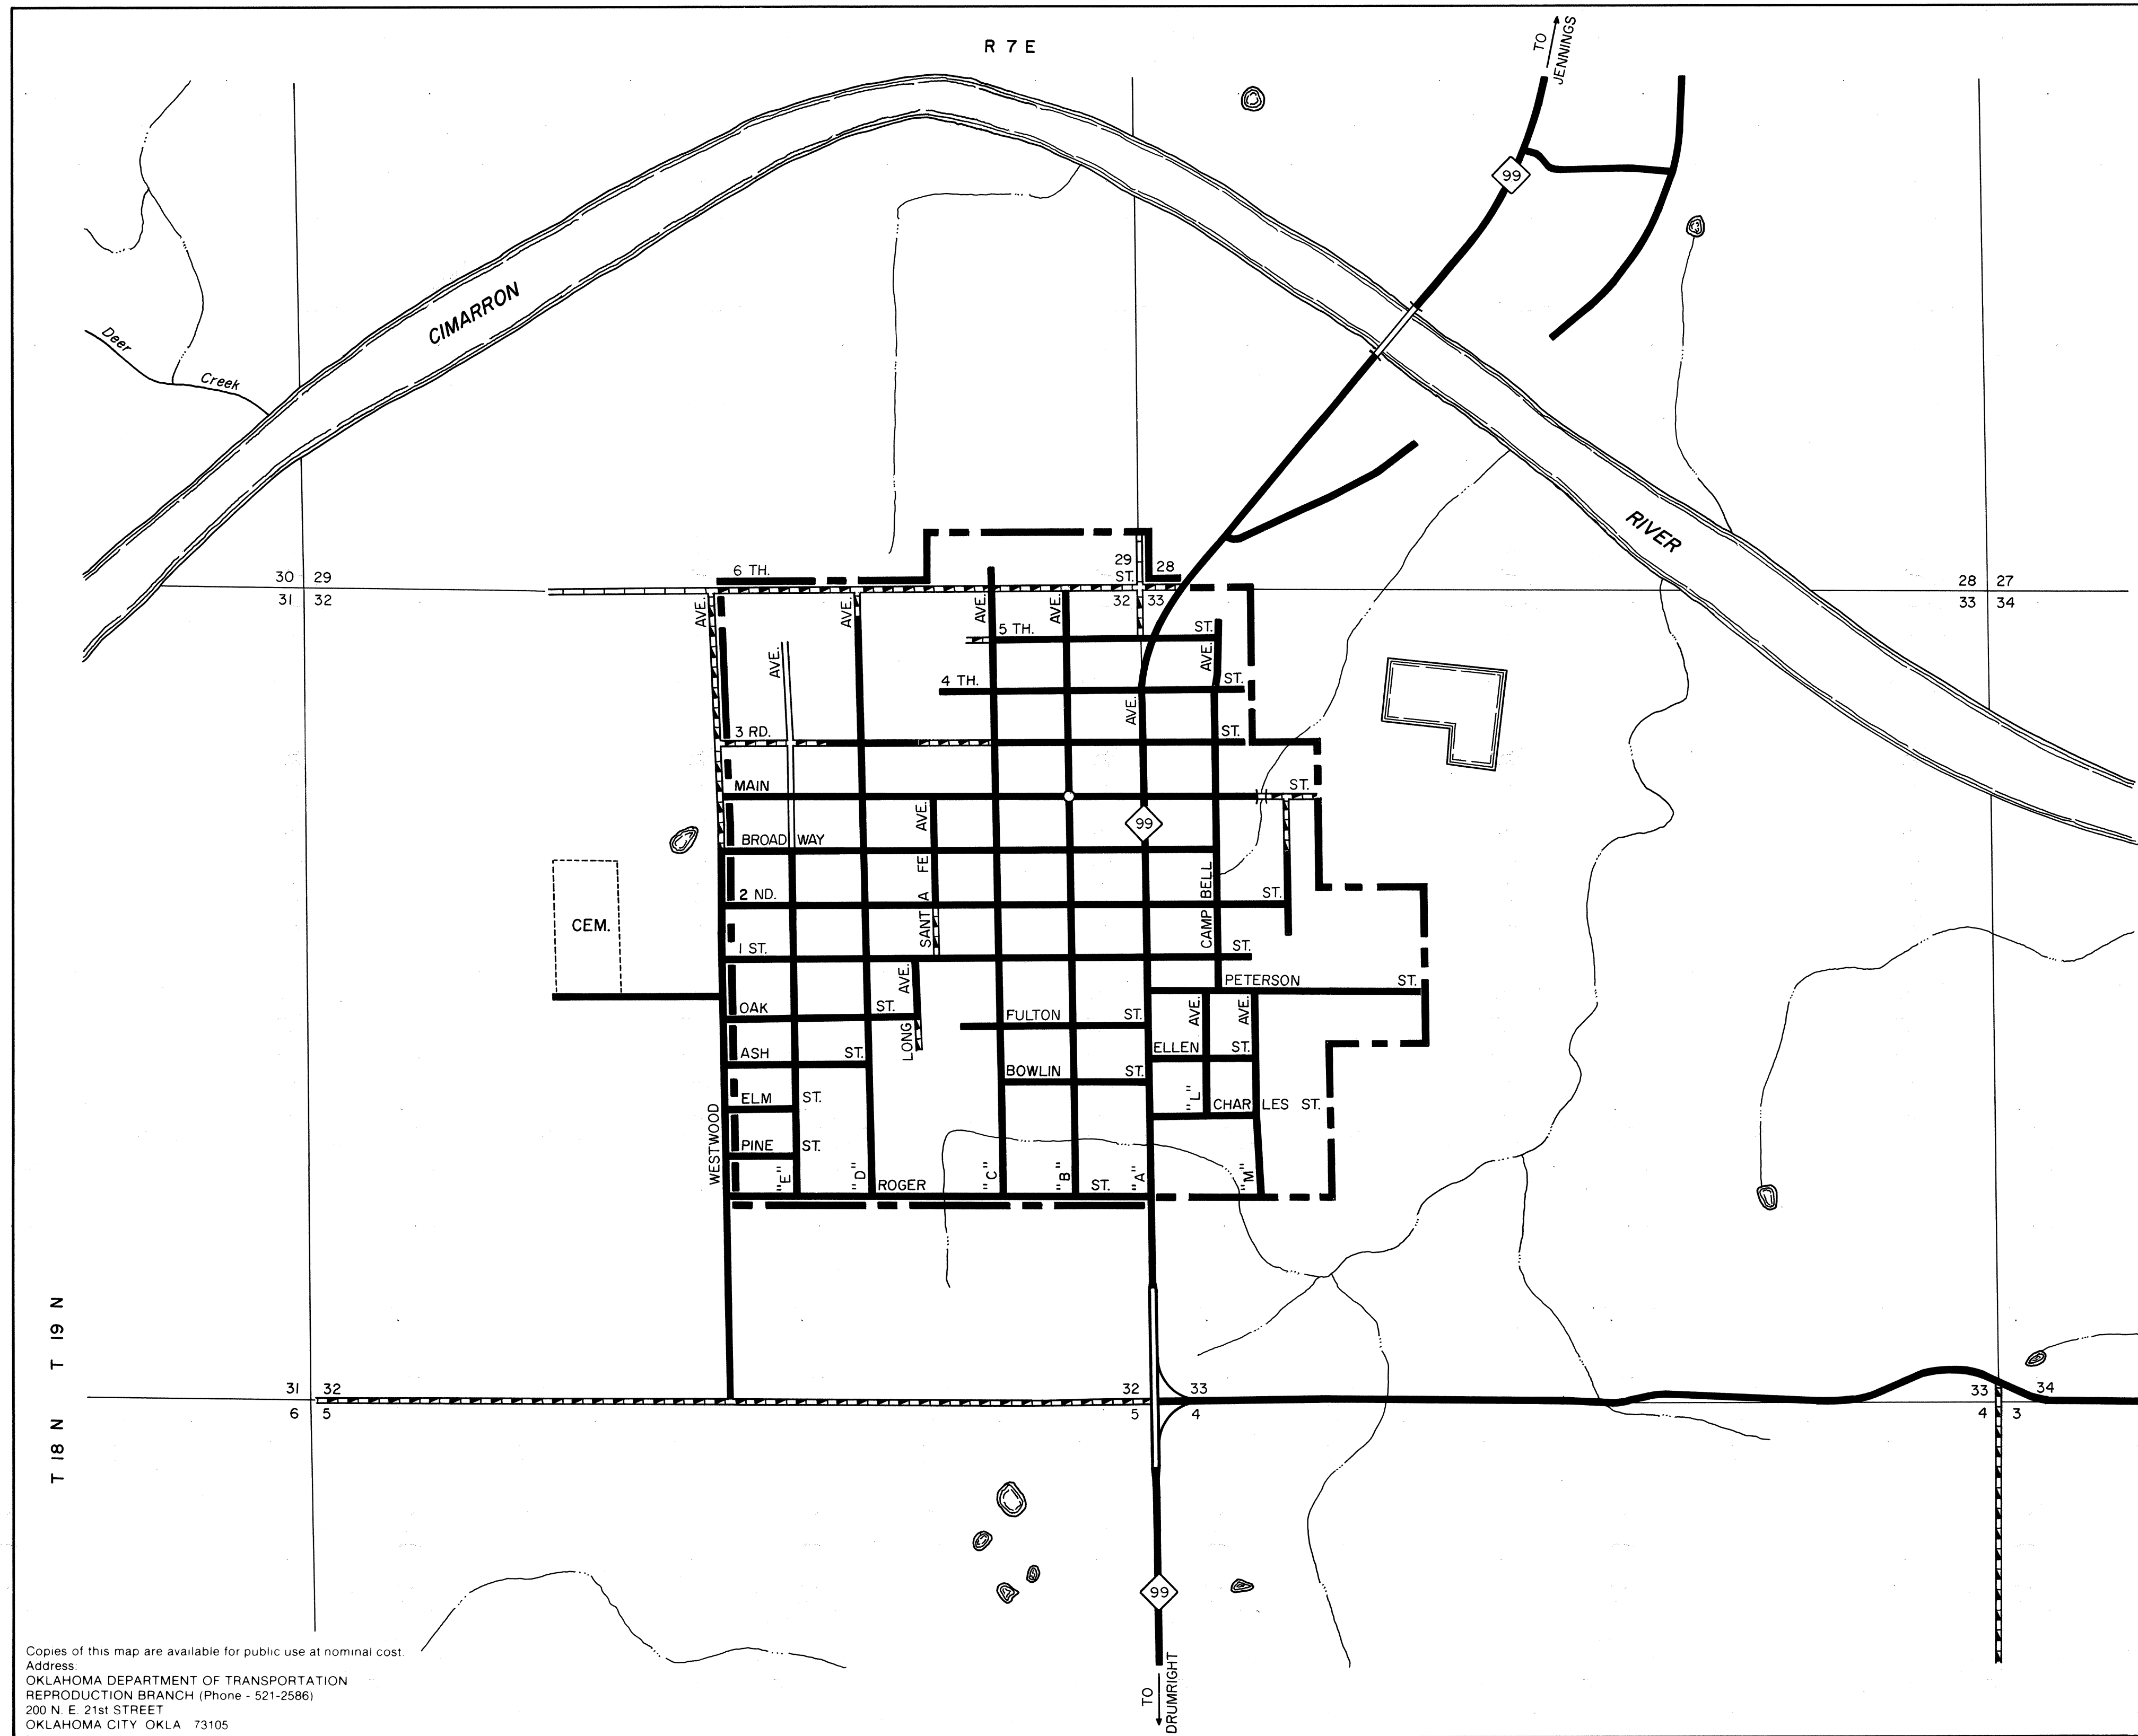 R 7 E
TO
JENNINGS
99
CIMARRON
Deer
Creek
RIVER
30 29
31 32
6 TH.
29
ST.
28
32 33
28 27
33 34
AVE.
AVE.
AVE.
AVE.
AVE.
5 TH.
ST.
AVE.
4 TH.
ST.
AVE.
3 RD.
ST.
MAIN
ST.
AVE.
99
BROAD WAY
2 ND.
ST.
SANTA FE
CAMPBELL
CEM.
1 ST.
ST.
PETERSON
ST.
AVE.
OAK
ST.
LONG
FULTON
ST.
AVE.
AVE.
ASH
ST.
ELLEN
ST.
BOWLIN
ST.
ELM
ST.
"L"
CHARLES ST.
WESTWOOD
PINE
ST.
"E"
"D"
ROGER
"C"
"B"
ST.
"A"
"M"
T 19 N
T 18 N
31 32
6 5
32 33
5 4
33 34
4 3
99
TO
DRUMRIGHT
Copies of this map are available for public use at nominal cost.
Address:
OKLAHOMA DEPARTMENT OF TRANSPORTATION
REPRODUCTION BRANCH (Phone - 521-2586)
200 N. E. 21st STREET
OKLAHOMA CITY OKLA 73105